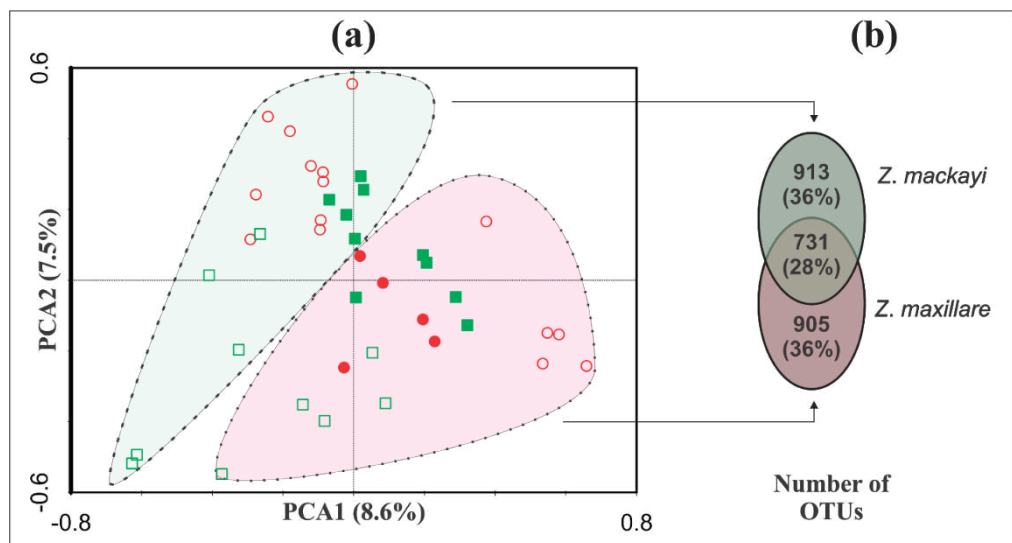 (a)
(b)
0.6
PCA2 (7.5%)
-0.6
-0.8
PCA1 (8.6%)
0.8
913
(36%)
Z. mackayi
731
(28%)
Z. maxillare
905
(36%)
Number of
OTUs